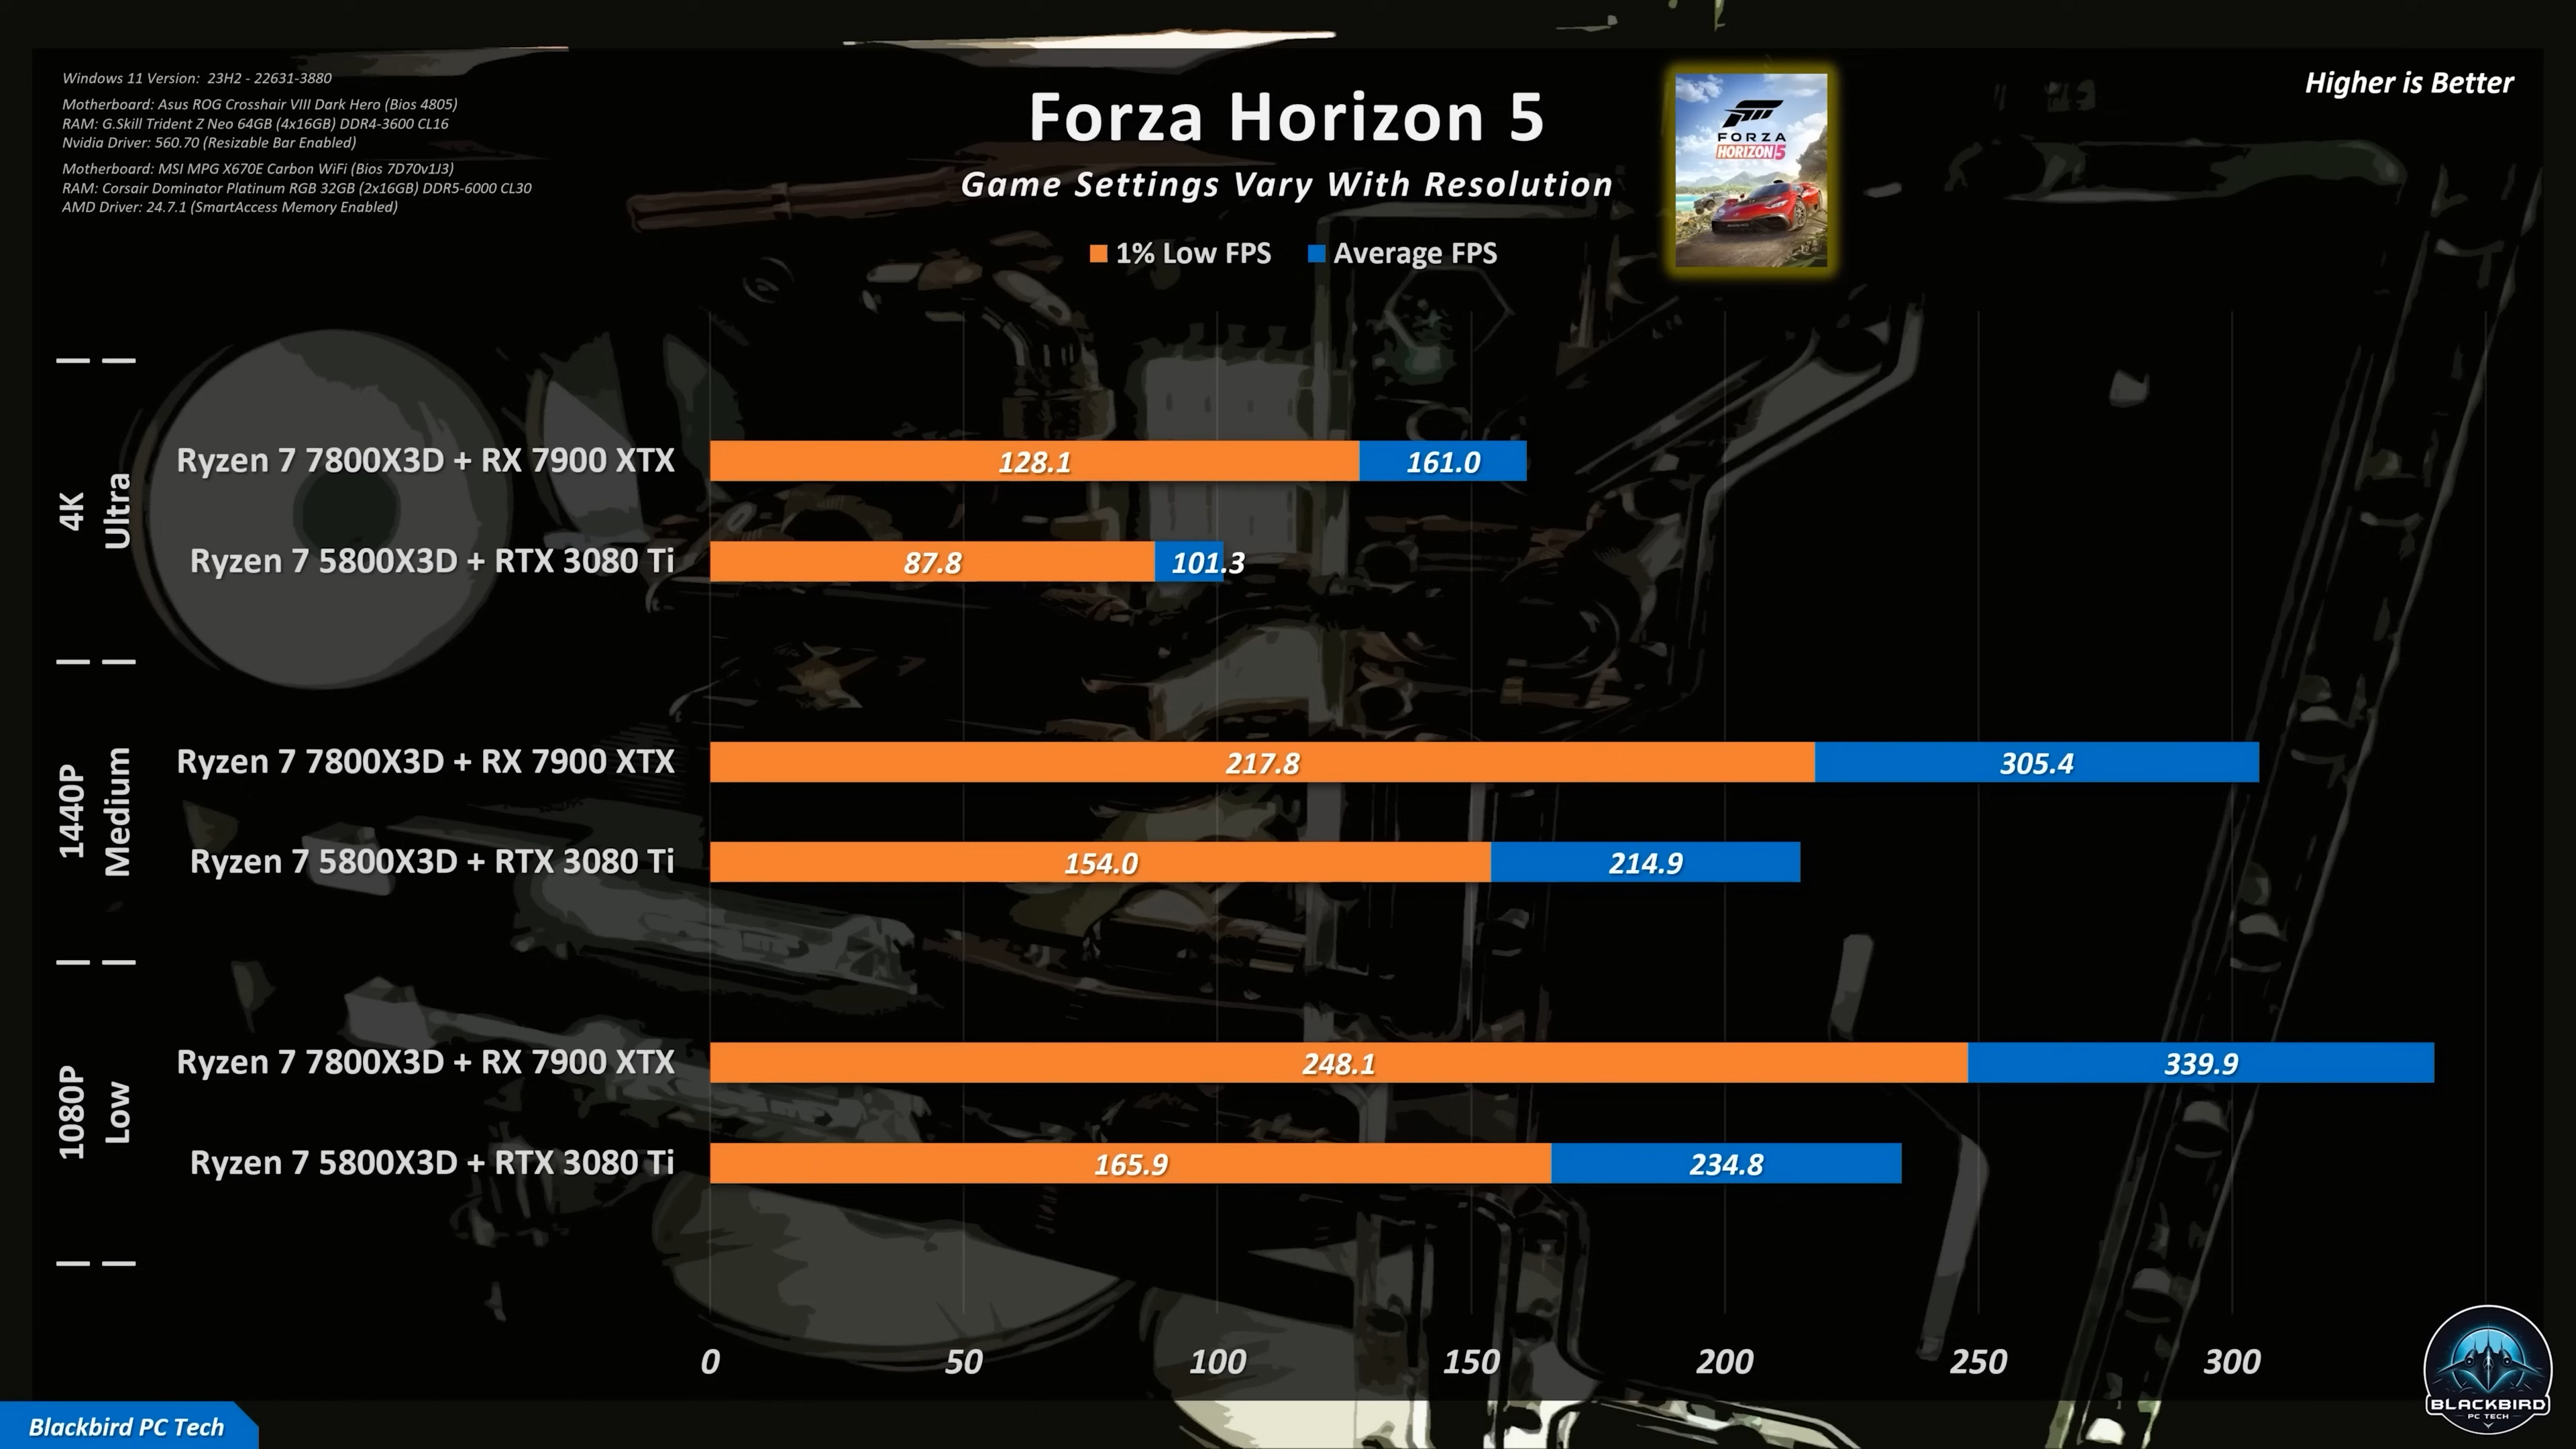 Windows 11 Version: 23H2 - 22631-3880
Motherboard: Asus ROG Crosshair VIII Dark Hero (Bios 4805)
RAM: G.Skill Trident Z Neo 64GB (4x16GB) DDR4-3600 CL16
Nvidia Driver: 560.70 (Resizable Bar Enabled)
Motherboard: MSI MPG X670E Carbon WiFi (Bios 7D70v1J3)
RAM: Corsair Dominator Platinum RGB 32GB (2x16GB) DDR5-6000 CL30
AMD Driver: 24.7.1 (SmartAccess Memory Enabled)
Forza Horizon 5
Game Settings Vary With Resolution
1% Low FPS Average FPS
FORZA
HORIZON 5
Higher is Better
4K
Ultra
Ryzen 7 7800X3D + RX 7900 XTX 128.1 161.0
Ryzen 7 5800X3D + RTX 3080 Ti 87.8 101.3
1440P
Medium
Ryzen 7 7800X3D + RX 7900 XTX 217.8 305.4
Ryzen 7 5800X3D + RTX 3080 Ti 154.0 214.9
1080P
Low
Ryzen 7 7800X3D + RX 7900 XTX 248.1 339.9
Ryzen 7 5800X3D + RTX 3080 Ti 165.9 234.8
0 50 100 150 200 250 300
Blackbird PC Tech
BLACKBIRD
PC TECH